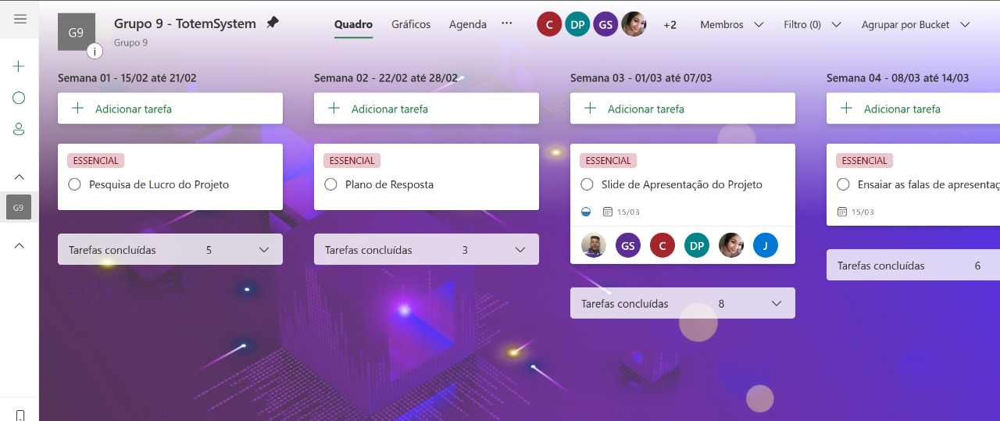 G9
Grupo 9 - TotemSystem
Grupo 9
Quadro Gráficos Agenda ...
C DP GS +2
Membros Filtro (0) Agrupar por Bucket
Semana 01 - 15/02 até 21/02
Adicionar tarefa
ESSENCIAL
Pesquisa de Lucro do Projeto
Tarefas concluídas 5
Semana 02 - 22/02 até 28/02
Adicionar tarefa
ESSENCIAL
Plano de Resposta
Tarefas concluídas 3
Semana 03 - 01/03 até 07/03
Adicionar tarefa
ESSENCIAL
Slide de Apresentação do Projeto
15/03
GS C DP J
Tarefas concluídas 8
Semana 04 - 08/03 até 14/03
Adicionar tarefa
ESSENCIAL
Ensaiar as falas de apresentaç
15/03
Tarefas concluídas 6
G9